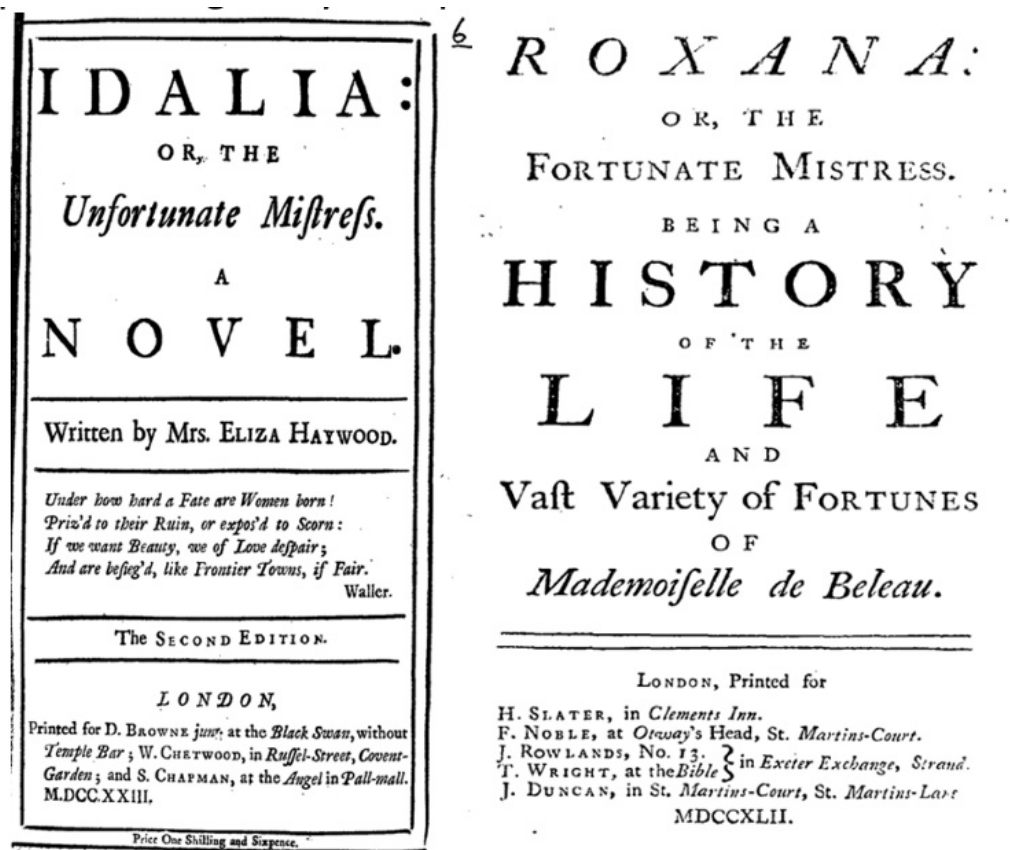 IDALIA:
OR, THE
Unfortunate Miſtreſs.
A
NOVEL.
Written by Mrs. ELIZA HAYWOOD.
Under how hard a Fate are Women born!
Priz'd to their Ruin, or expos'd to Scorn:
If we want Beauty, we of Love deſpair;
And are beſieg'd, like Frontier Towns, if Fair.
Waller.
The SECOND EDITION.
LONDON,
Printed for D. BROWNE junr. at the Black Swan, without
Temple Bar; W. CHETWOOD, in Ruſſel-Street, Covent-
Garden; and S. CHAPMAN, at the Angel in Pall-mall.
M.DCC.XXIII.
Price One Shilling and Sixpence.
6
ROXANA:
OR, THE
FORTUNATE MISTRESS.
BEING A
HISTORY
OF THE
LIFE
AND
Vaſt Variety of FORTUNES
OF
Mademoiſelle de Beleau.
LONDON, Printed for
H. SLATER, in Clements Inn.
F. NOBLE, at Otway's Head, St. Martins-Court.
J. ROWLANDS, No. 13.
T. WRIGHT, at the Bible } in Exeter Exchange, Strand.
J. DUNCAN, in St. Martins-Court, St. Martins-Lane
MDCCXLII.